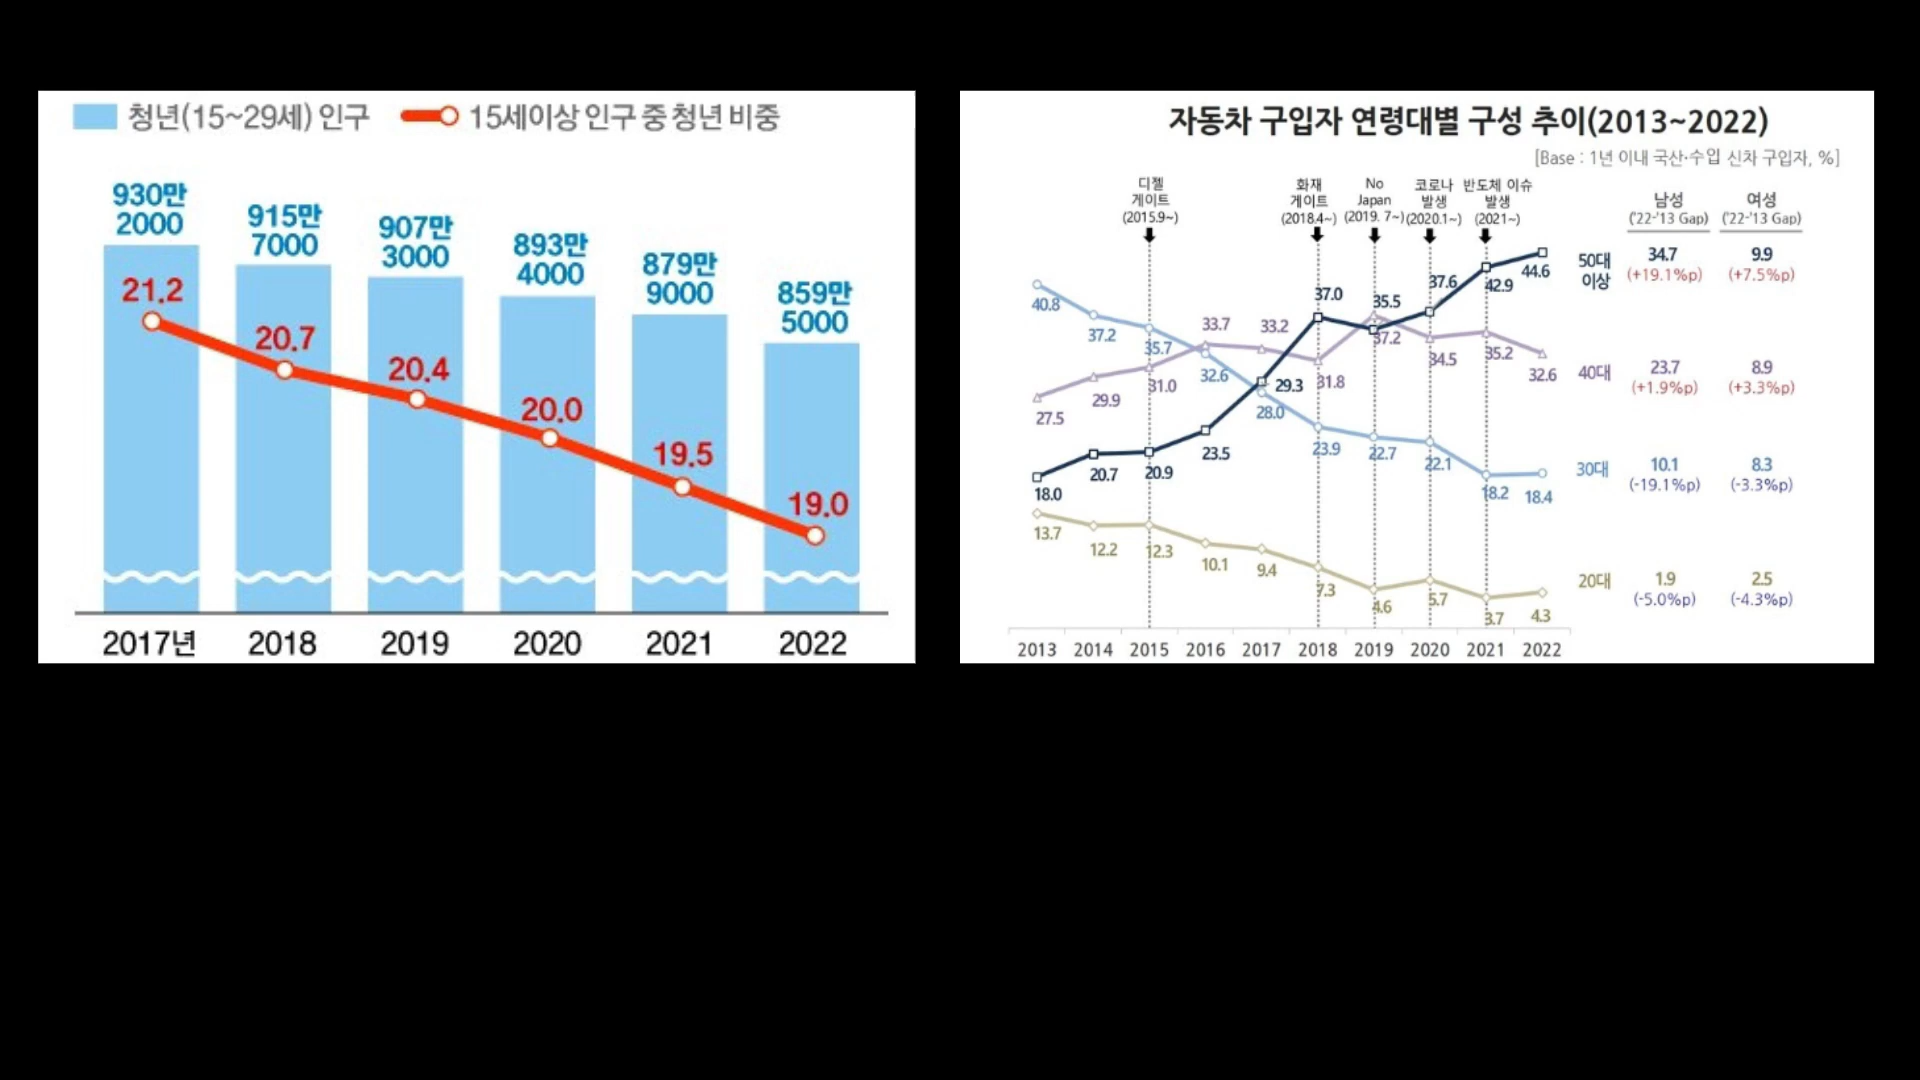 청년(15~29세) 인구
15세이상 인구 중 청년 비중
930만
2000
915만
7000
907만
3000
893만
4000
879만
9000
859만
5000
21.2
20.7
20.4
20.0
19.5
19.0
2017년 2018 2019 2020 2021 2022
자동차 구입자 연령대별 구성 추이(2013~2022)
[Base : 1년 이내 국산·수입 신차 구입자, %]
디젤
게이트
(2015.9~)
화재
게이트
(2018.4~)
No
Japan
(2019. 7~)
코로나
발생
(2020.1~)
반도체 이슈
발생
(2021~)
남성
('22-'13 Gap)
여성
('22-'13 Gap)
50대
이상
34.7
(+19.1%p)
9.9
(+7.5%p)
40대
23.7
(+1.9%p)
8.9
(+3.3%p)
30대
10.1
(-19.1%p)
8.3
(-3.3%p)
20대
1.9
(-5.0%p)
2.5
(-4.3%p)
40.8 37.2 35.7 32.6 28.0 23.9 22.7 22.1 18.2 18.4
27.5 29.9 31.0 33.7 33.2 31.8 37.2 34.5 35.2 32.6
18.0 20.7 20.9 23.5 29.3 37.0 35.5 37.6 42.9 44.6
13.7 12.2 12.3 10.1 9.4 7.3 4.6 5.7 3.7 4.3
2013 2014 2015 2016 2017 2018 2019 2020 2021 2022